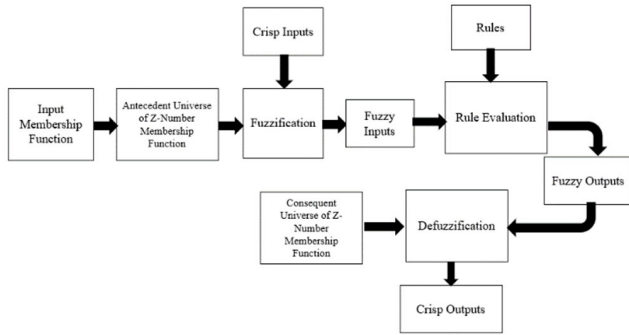 Crisp Inputs
Rules
Input
Membership
Function
Antecedent Universe
of Z-Number
Membership
Function
Fuzzification
Fuzzy
Inputs
Rule Evaluation
Fuzzy Outputs
Consequent
Universe of Z-
Number
Membership
Function
Defuzzification
Crisp Outputs